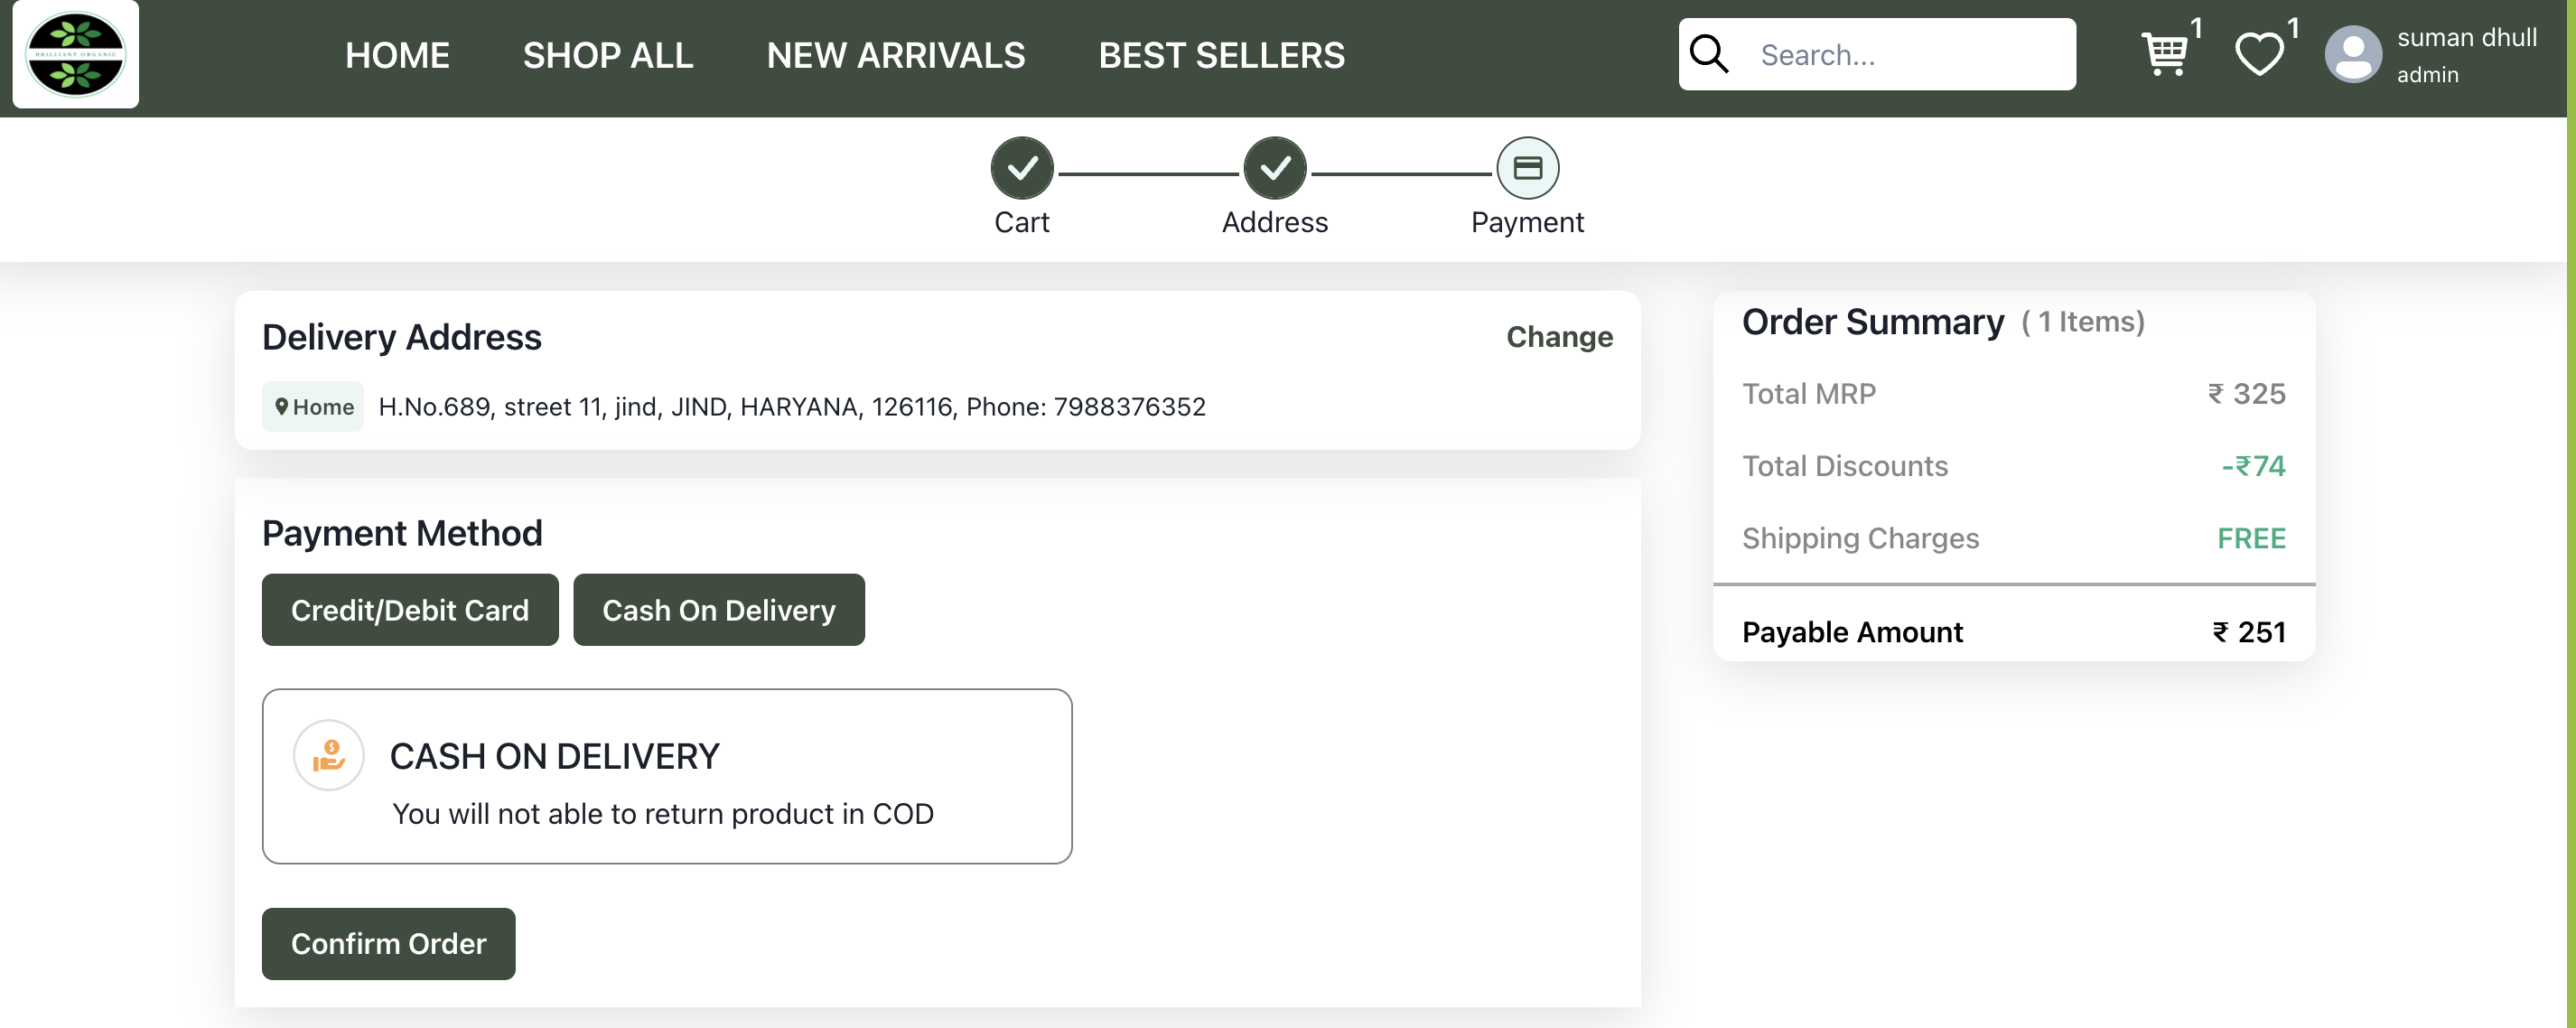 BRILLIANT ORGANIC
HOME SHOP ALL NEW ARRIVALS BEST SELLERS
Search...
1
1
suman dhull
admin
Cart Address Payment
Delivery Address Change
Home H.No.689, street 11, jind, JIND, HARYANA, 126116, Phone: 7988376352
Payment Method
Credit/Debit Card Cash On Delivery
CASH ON DELIVERY
You will not able to return product in COD
Confirm Order
Order Summary ( 1 Items)
Total MRP ₹ 325
Total Discounts -₹74
Shipping Charges FREE
Payable Amount ₹ 251